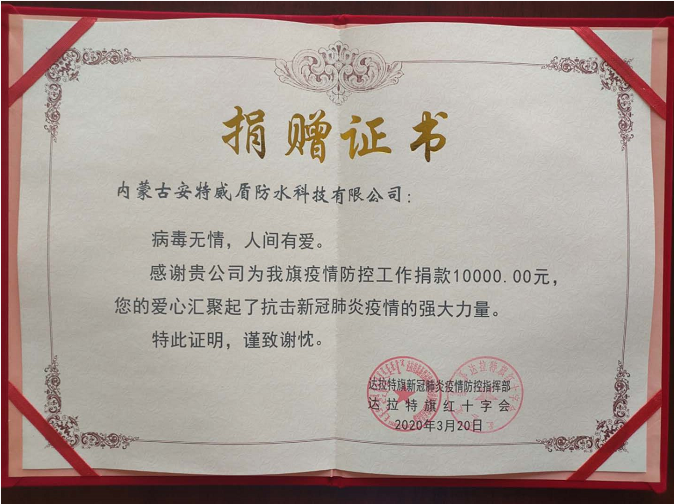 捐赠证书
内蒙古安特威盾防水科技有限公司：
病毒无情，人间有爱。
感谢贵公司为我旗疫情防控工作捐款10000.00元，
您的爱心汇聚起了抗击新冠肺炎疫情的强大力量。
特此证明，谨致谢忱。
达拉特旗新冠肺炎疫情防控指挥部
达拉特旗红十字会
2020年3月20日